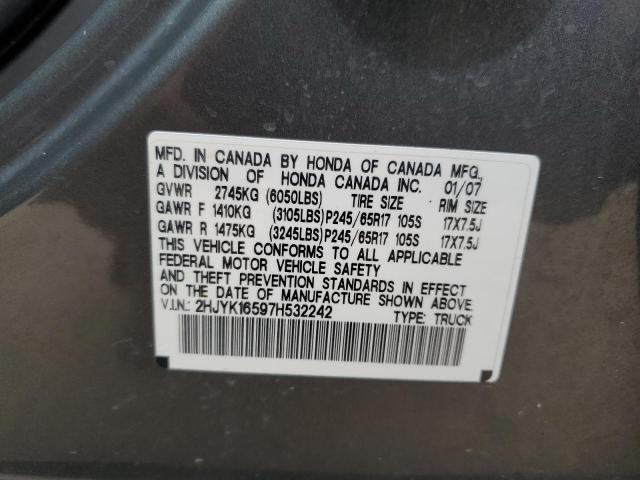 MFD. IN CANADA BY HONDA OF CANADA MFG.,
A DIVISION OF HONDA CANADA INC. 01/07
GVWR 2745KG (6050LBS) TIRE SIZE RIM SIZE
GAWR F 1410KG (3105LBS)P245/65R17 105S 17X7.5J
GAWR R 1475KG (3245LBS)P245/65R17 105S 17X7.5J
THIS VEHICLE CONFORMS TO ALL APPLICABLE
FEDERAL MOTOR VEHICLE SAFETY
AND THEFT PREVENTION STANDARDS IN EFFECT
ON THE DATE OF MANUFACTURE SHOWN ABOVE.
V.I.N.: 2HJYK16597H532242 TYPE: TRUCK